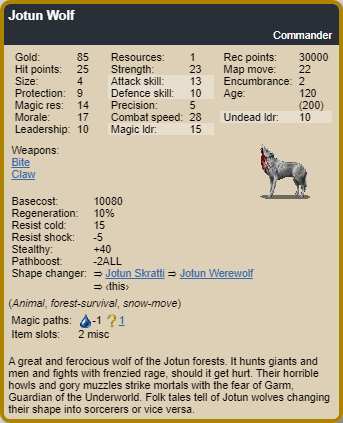 Jotun Wolf
Commander
Gold: 85 Resources: 1 Rec points: 30000
Hit points: 25 Strength: 23 Map move: 22
Size: 4 Attack skill: 13 Encumbrance: 2
Protection: 9 Defence skill: 10 Age: 120
Magic res: 14 Precision: 5 (200)
Morale: 17 Combat speed: 28 Undead ldr: 10
Leadership: 10 Magic ldr: 15
Weapons:
Bite
Claw
Basecost: 10080
Regeneration: 10%
Resist cold: 15
Resist shock: -5
Stealthy: +40
Pathboost: -2ALL
Shape changer: ⇒ Jotun Skratti ⇒ Jotun Werewolf
⇒ ‹this›
(Animal, forest-survival, snow-move)
Magic paths: -1 ?1
Item slots: 2 misc
A great and ferocious wolf of the Jotun forests. It hunts giants and
men and fights with frenzied rage, should it get hurt. Their horrible
howls and gory muzzles strike mortals with the fear of Garm,
Guardian of the Underworld. Folk tales tell of Jotun wolves changing
their shape into sorcerers or vice versa.